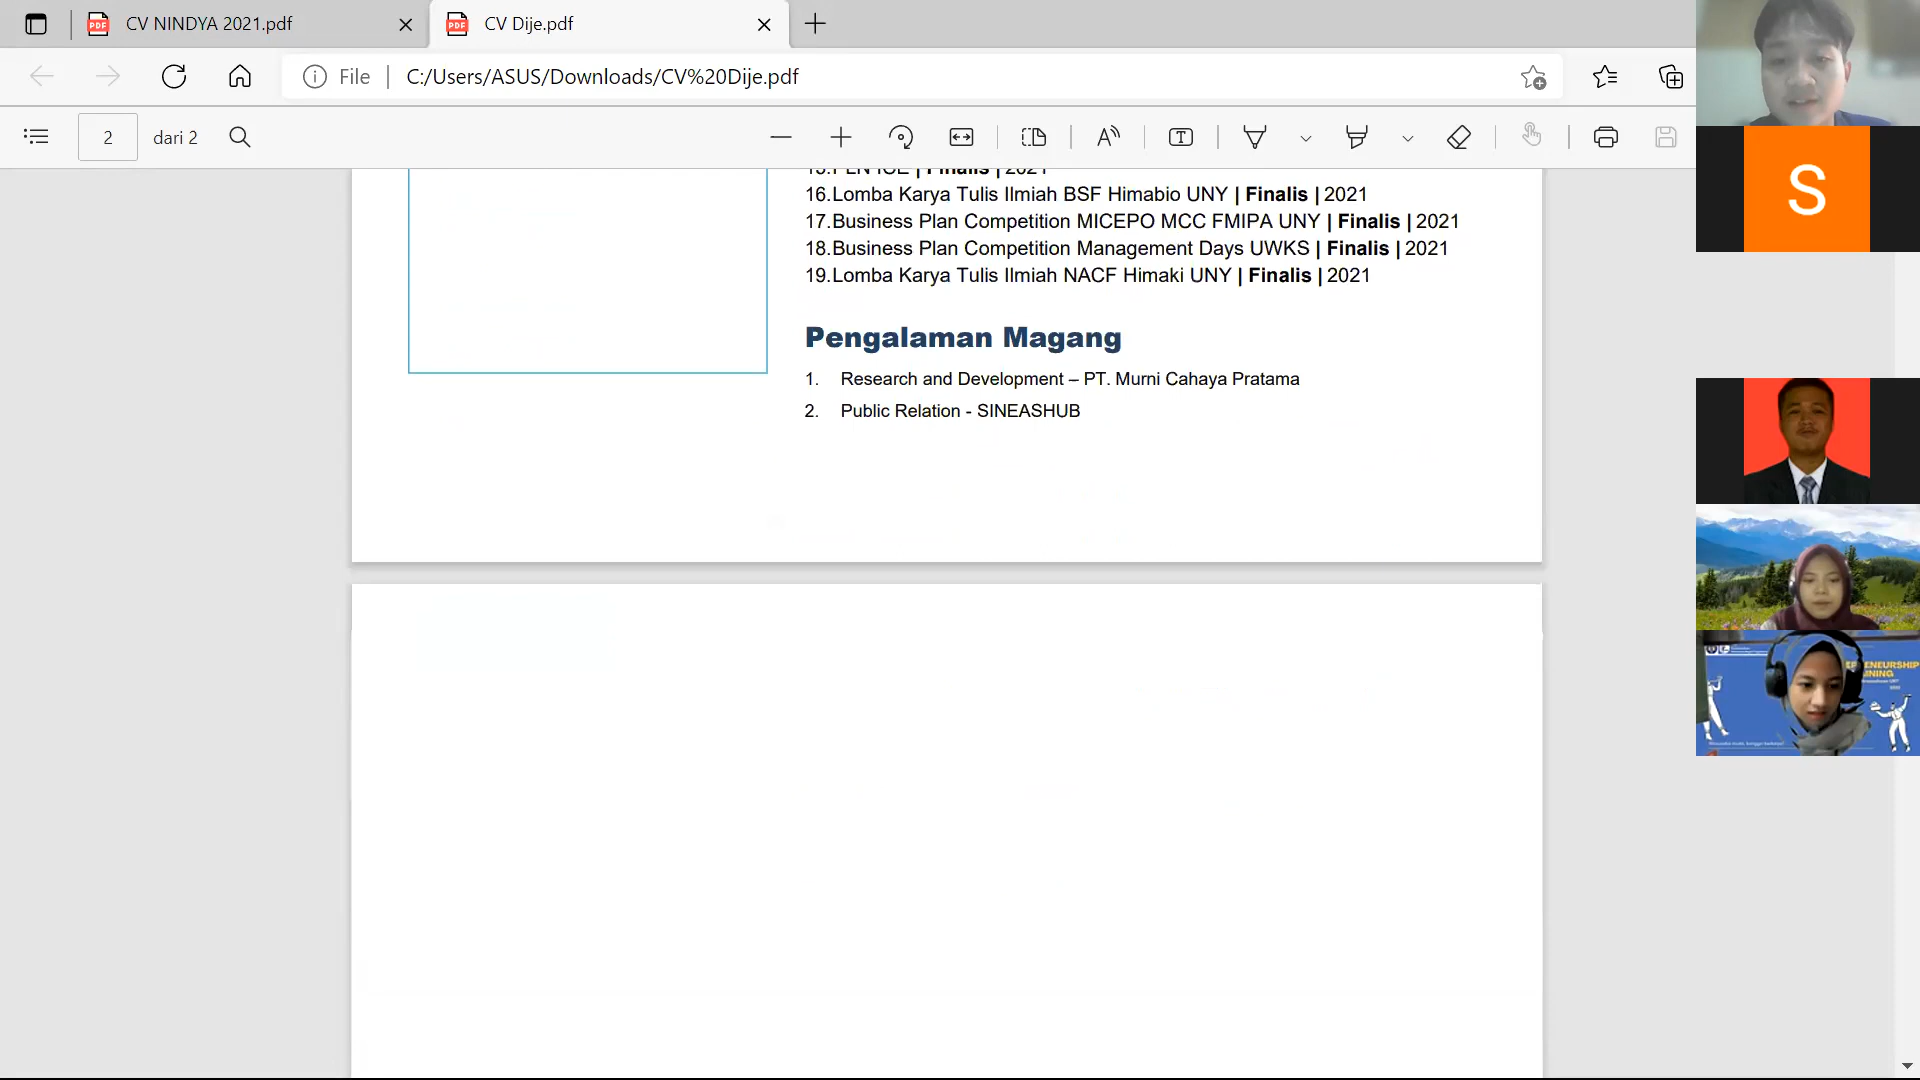 CV NINDYA 2021.pdf
CV Dije.pdf
File
C:/Users/ASUS/Downloads/CV%20Dije.pdf
2
dari 2
16.Lomba Karya Tulis Ilmiah BSF Himabio UNY | Finalis | 2021
17.Business Plan Competition MICEPO MCC FMIPA UNY | Finalis | 2021
18.Business Plan Competition Management Days UWKS | Finalis | 2021
19.Lomba Karya Tulis Ilmiah NACF Himaki UNY | Finalis | 2021
Pengalaman Magang
1. Research and Development – PT. Murni Cahaya Pratama
2. Public Relation - SINEASHUB
S